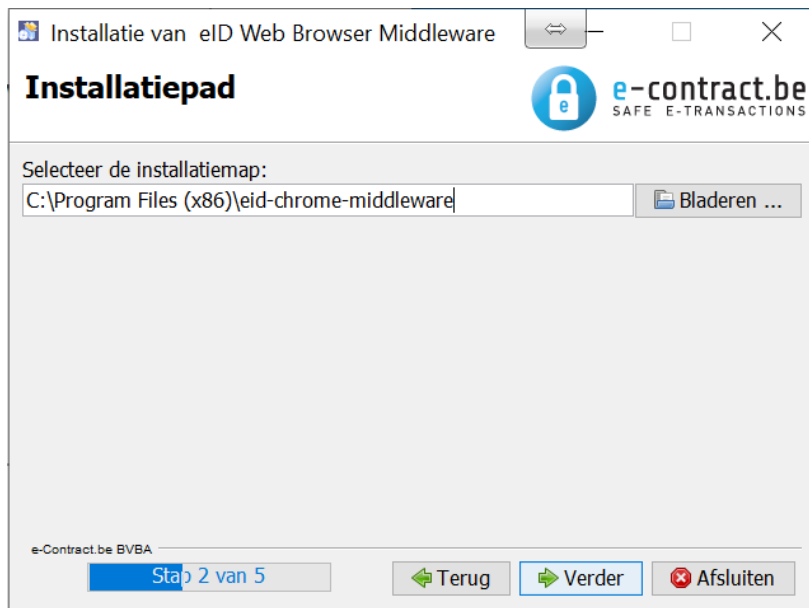 Installatie van  eID Web Browser Middleware
Installatiepad
e
e-contract.be
SAFE E-TRANSACTIONS
Selecteer de installatiemap:
C:\Program Files (x86)\eid-chrome-middleware
Bladeren ...
e-Contract.be BVBA
Stap 2 van 5
Terug
Verder
Afsluiten